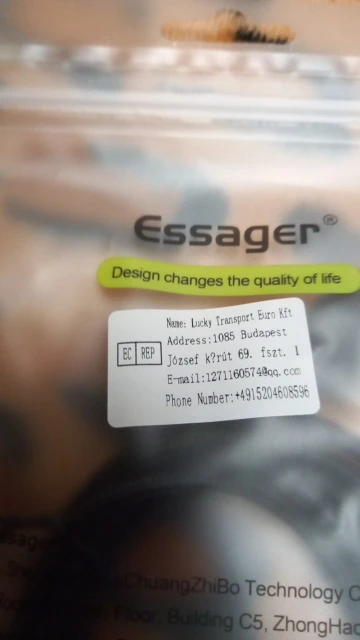 Essager®
Design changes the quality of life
EC REP
Name: Lucky Transport Euro Kft
Address:1085 Budapest
József k?rút 69. fszt. 1
E-mail:1271160574@qq.com
Phone Number:+4915204608596
ChuangZhiBo Technology
Floor, Building C5,